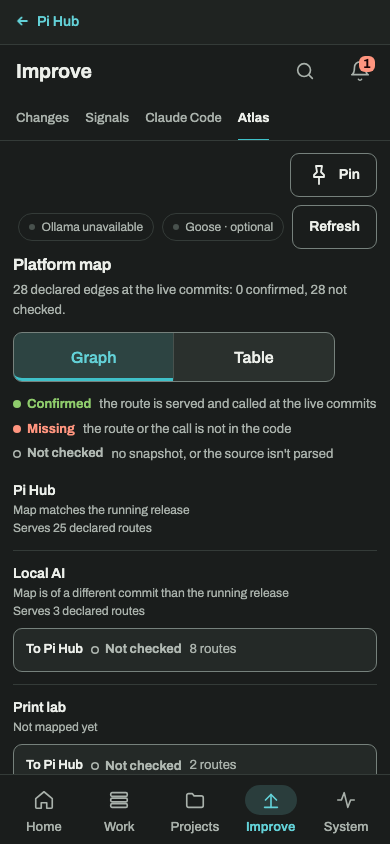 Pi Hub
Improve
1
Changes Signals Claude Code Atlas
Pin
Ollama unavailable
Goose · optional
Refresh
Platform map
28 declared edges at the live commits: 0 confirmed, 28 not
checked.
Graph
Table
Confirmed the route is served and called at the live commits
Missing the route or the call is not in the code
Not checked no snapshot, or the source isn't parsed
Pi Hub
Map matches the running release
Serves 25 declared routes
Local AI
Map is of a different commit than the running release
Serves 3 declared routes
To Pi Hub Not checked 8 routes
Print lab
Not mapped yet
To Pi Hub Not checked 2 routes
Home Work Projects Improve System